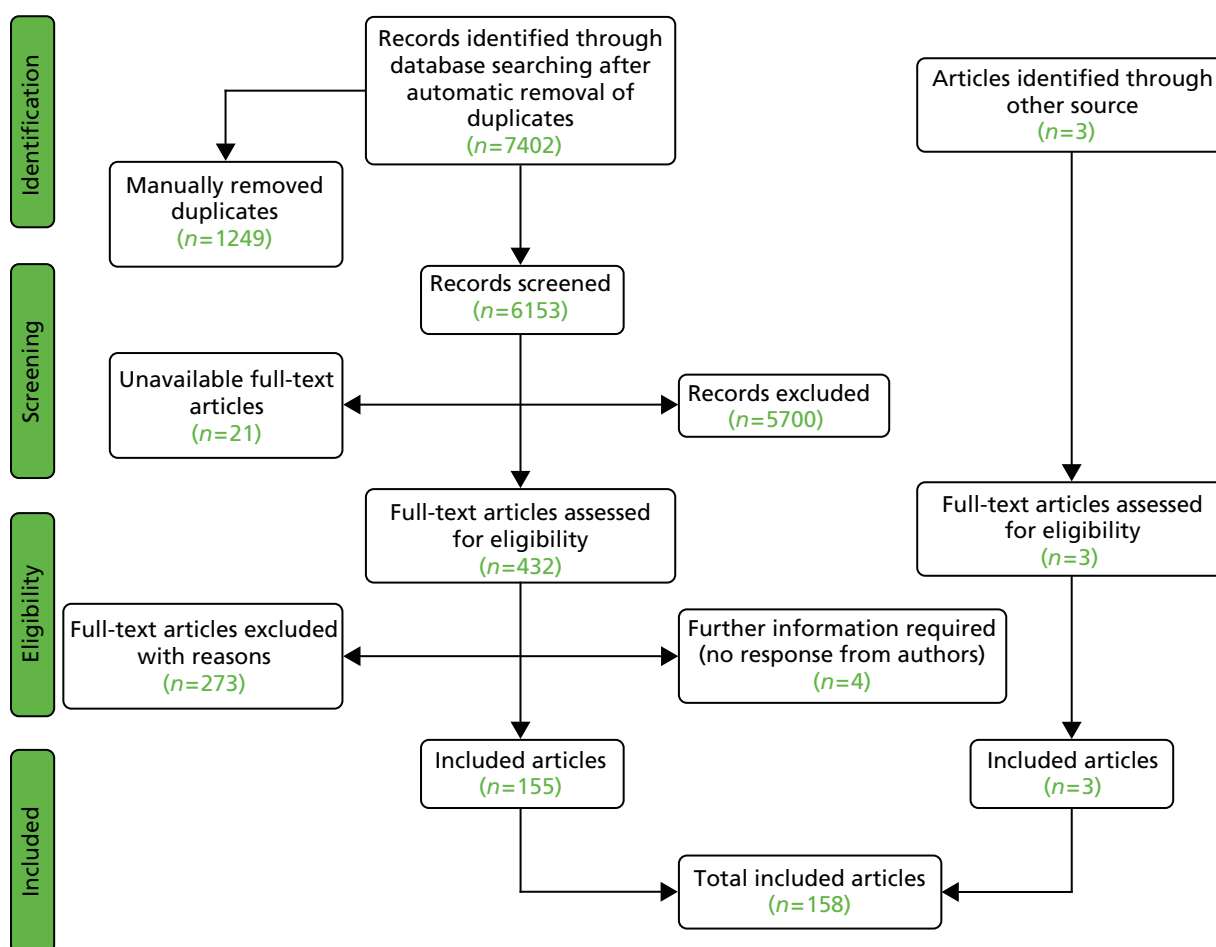 Identification
Records identified through
database searching after
automatic removal of
duplicates
(n=7402)
Articles identified through
other source
(n=3)
Manually removed
duplicates
(n=1249)
Screening
Records screened
(n=6153)
Unavailable full-text
articles
(n=21)
Records excluded
(n=5700)
Eligibility
Full-text articles assessed
for eligibility
(n=432)
Full-text articles assessed
for eligibility
(n=3)
Full-text articles excluded
with reasons
(n=273)
Further information required
(no response from authors)
(n=4)
Included
Included articles
(n=155)
Included articles
(n=3)
Total included articles
(n=158)